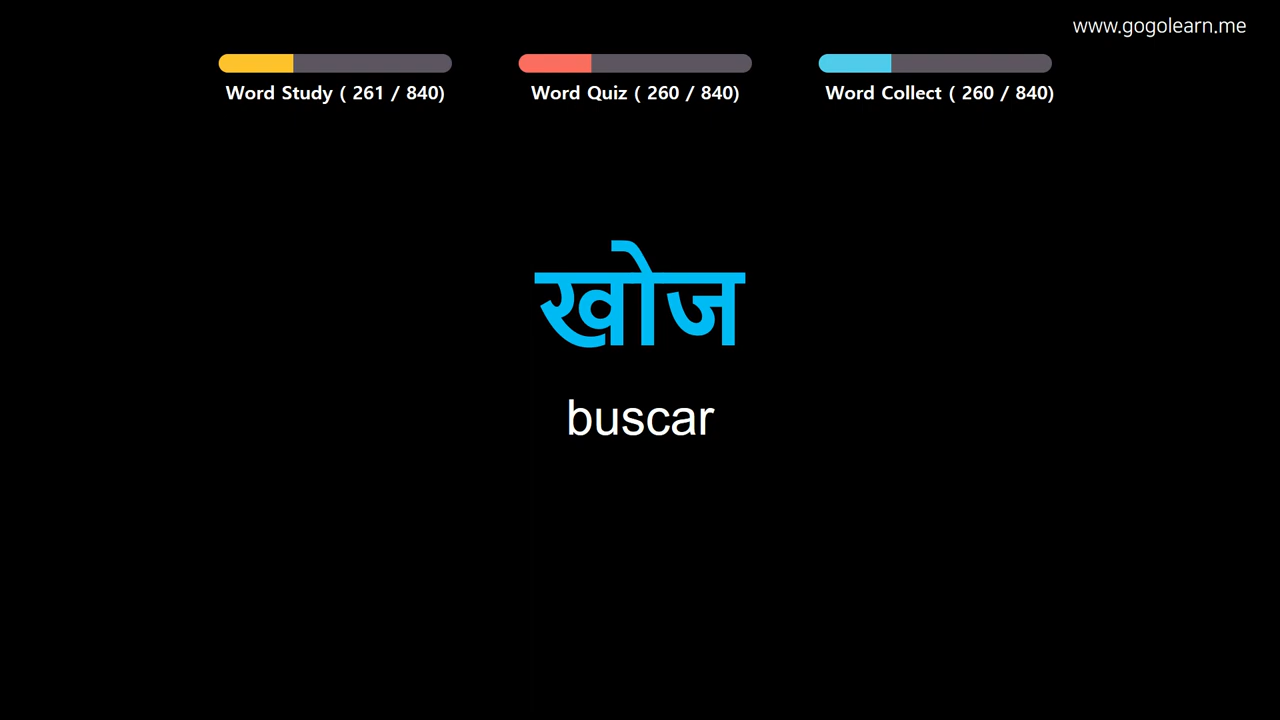 www.gogolearn.me
Word Study ( 261 / 840)
Word Quiz ( 260 / 840)
Word Collect ( 260 / 840)
खोज
buscar